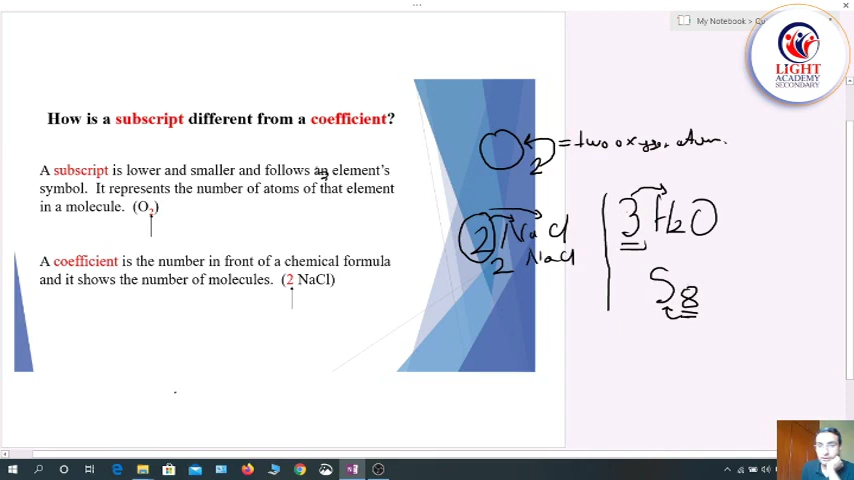 My Notebook >
LiGHT
ACADEMY
SECONDARY
How is a subscript different from a coefficient?
A subscript is lower and smaller and follows an element's
symbol. It represents the number of atoms of that element
in a molecule. (O2)
A coefficient is the number in front of a chemical formula
and it shows the number of molecules. (2 NaCl)
O2 = two oxygen atom.
2 NaCl
2 NaCl
3 H2O
S8